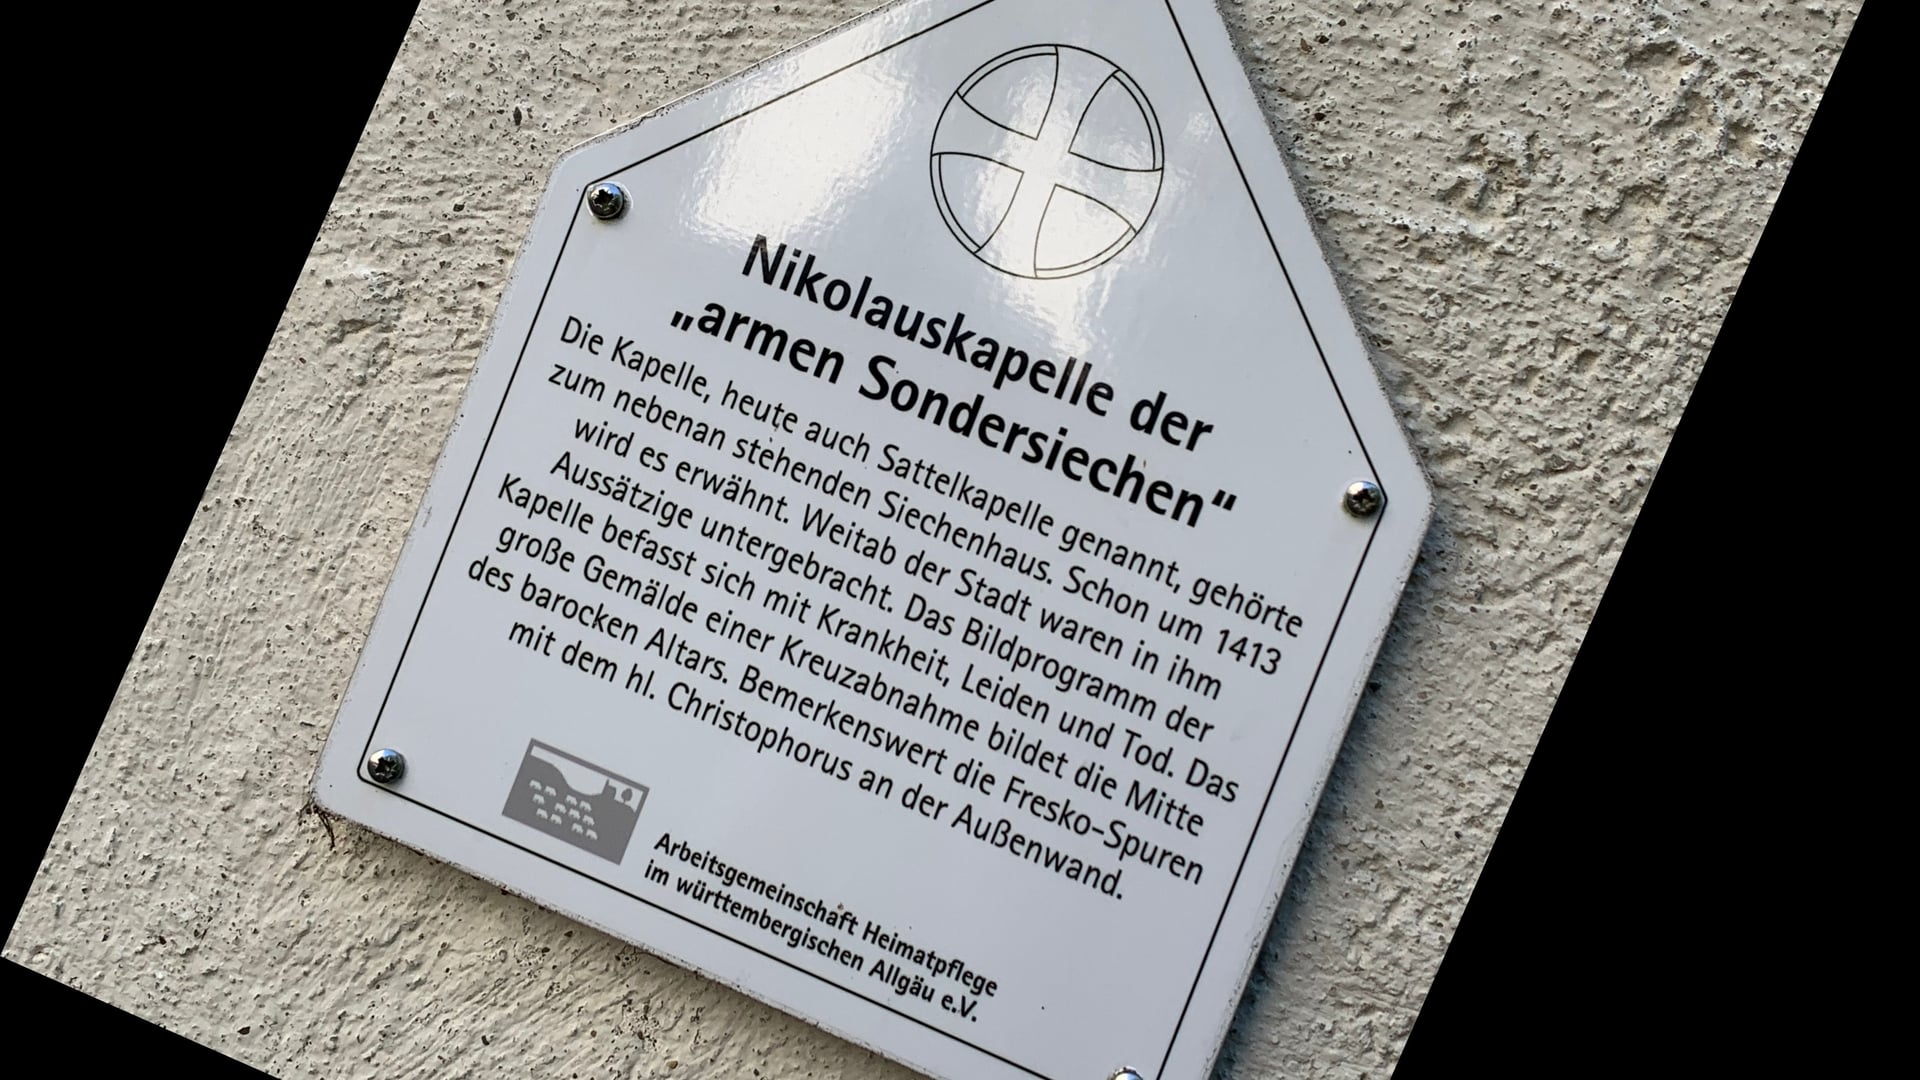 Nikolauskapelle der
„armen Sondersiechen“
Die Kapelle, heute auch Sattelkapelle genannt, gehörte
zum nebenan stehenden Siechenhaus. Schon um 1413
wird es erwähnt. Weitab der Stadt waren in ihm
Aussätzige untergebracht. Das Bildprogramm der
Kapelle befasst sich mit Krankheit, Leiden und Tod. Das
große Gemälde einer Kreuzabnahme bildet die Mitte
des barocken Altars. Bemerkenswert die Fresko-Spuren
mit dem hl. Christophorus an der Außenwand.
Arbeitsgemeinschaft Heimatpflege
im württembergischen Allgäu e.V.